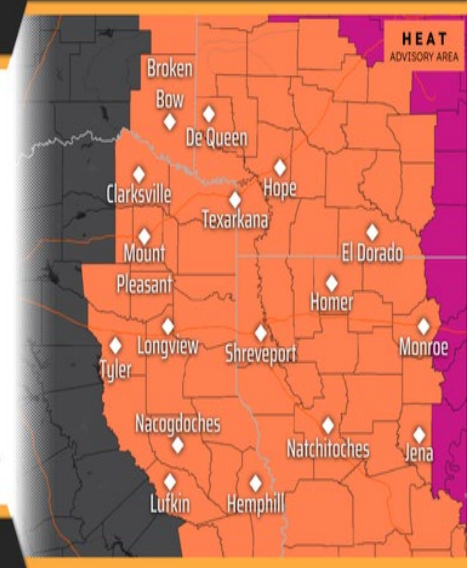 HEAT
ADVISORY AREA
Broken
Bow
De Queen
Clarksville
Hope
Texarkana
Mount
Pleasant
El Dorado
Homer
Longview
Shreveport
Monroe
Tyler
Nacogdoches
Natchitoches
Jena
Lufkin
Hemphill